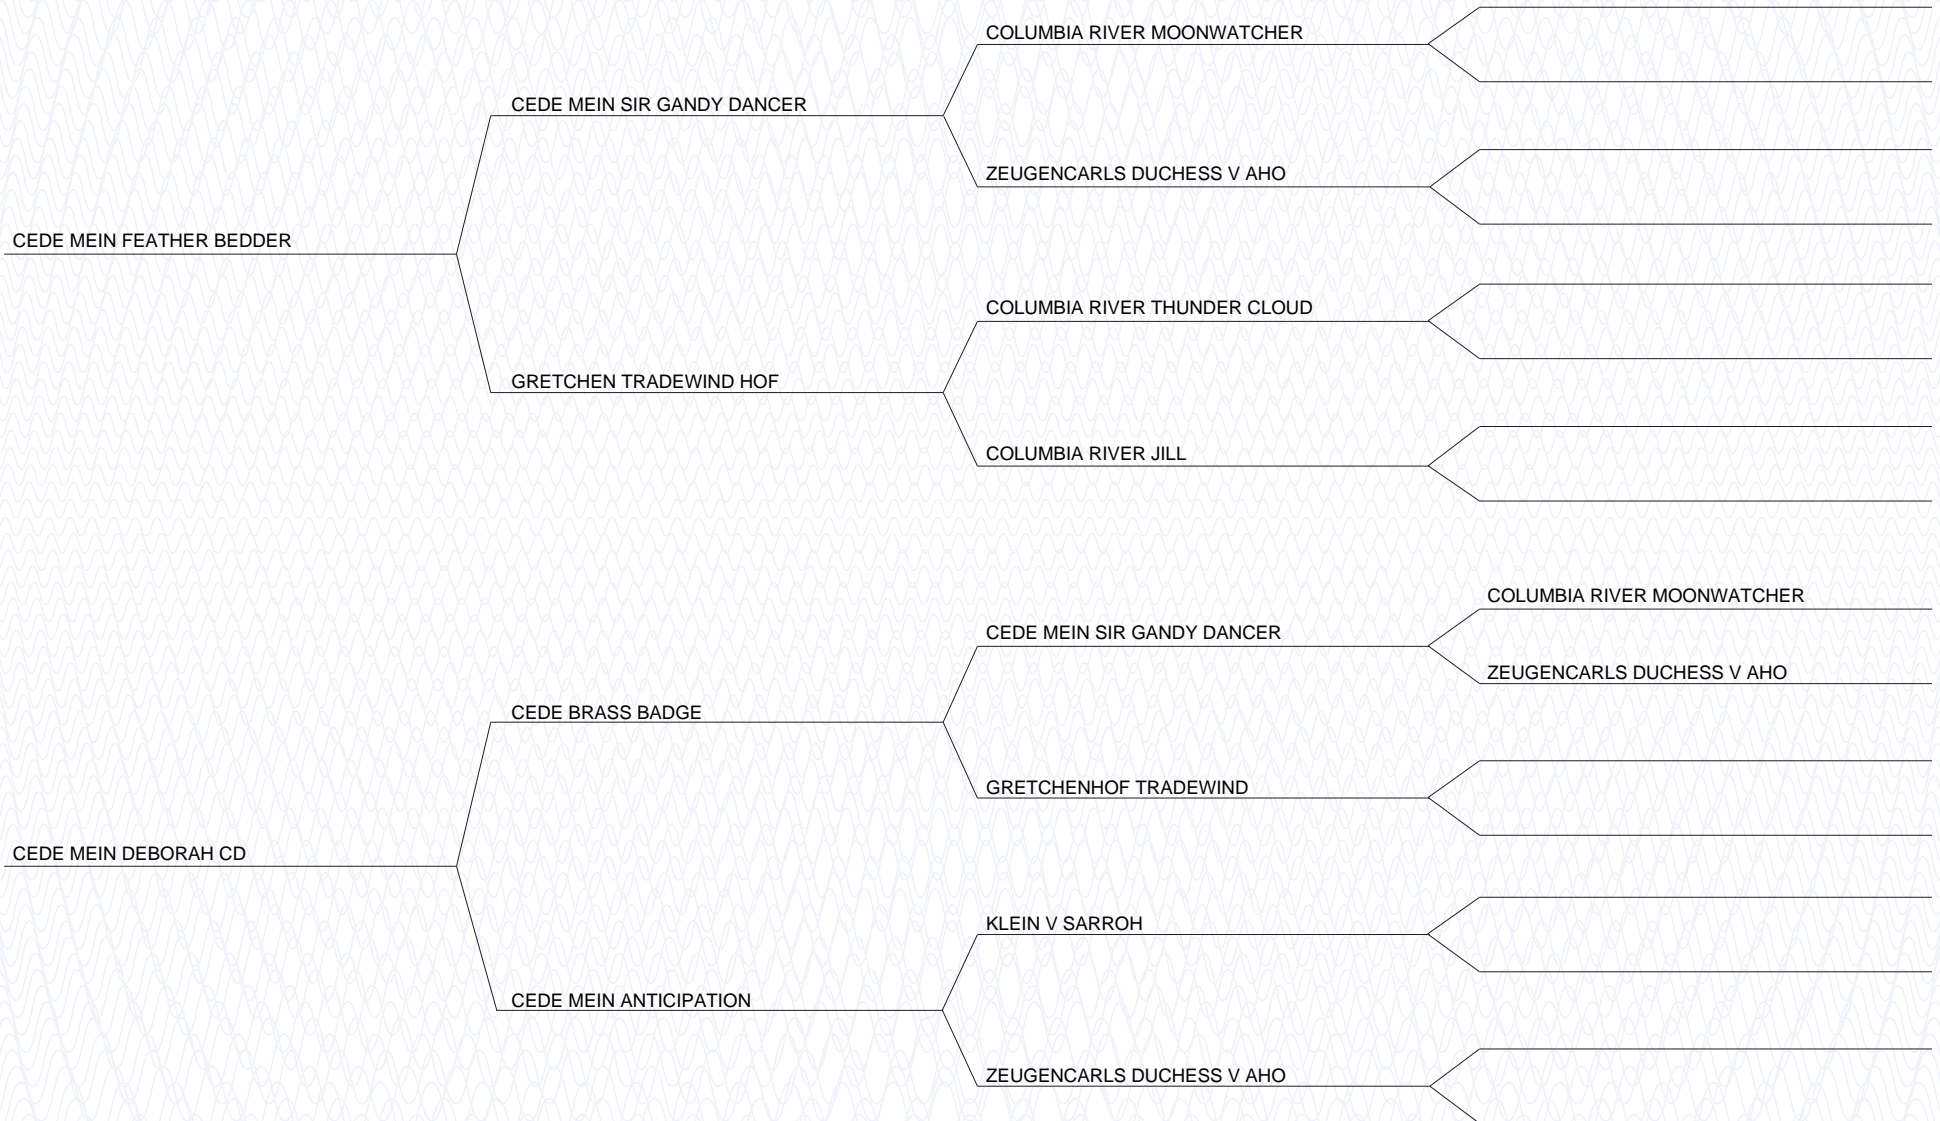 COLUMBIA RIVER MOONWATCHER
CEDE MEIN SIR GANDY DANCER
ZEUGENCARLS DUCHESS V AHO
CEDE MEIN FEATHER BEDDER
COLUMBIA RIVER THUNDER CLOUD
GRETCHEN TRADEWIND HOF
COLUMBIA RIVER JILL
COLUMBIA RIVER MOONWATCHER
CEDE MEIN SIR GANDY DANCER
ZEUGENCARLS DUCHESS V AHO
CEDE BRASS BADGE
GRETCHENHOF TRADEWIND
CEDE MEIN DEBORAH CD
KLEIN V SARROH
CEDE MEIN ANTICIPATION
ZEUGENCARLS DUCHESS V AHO